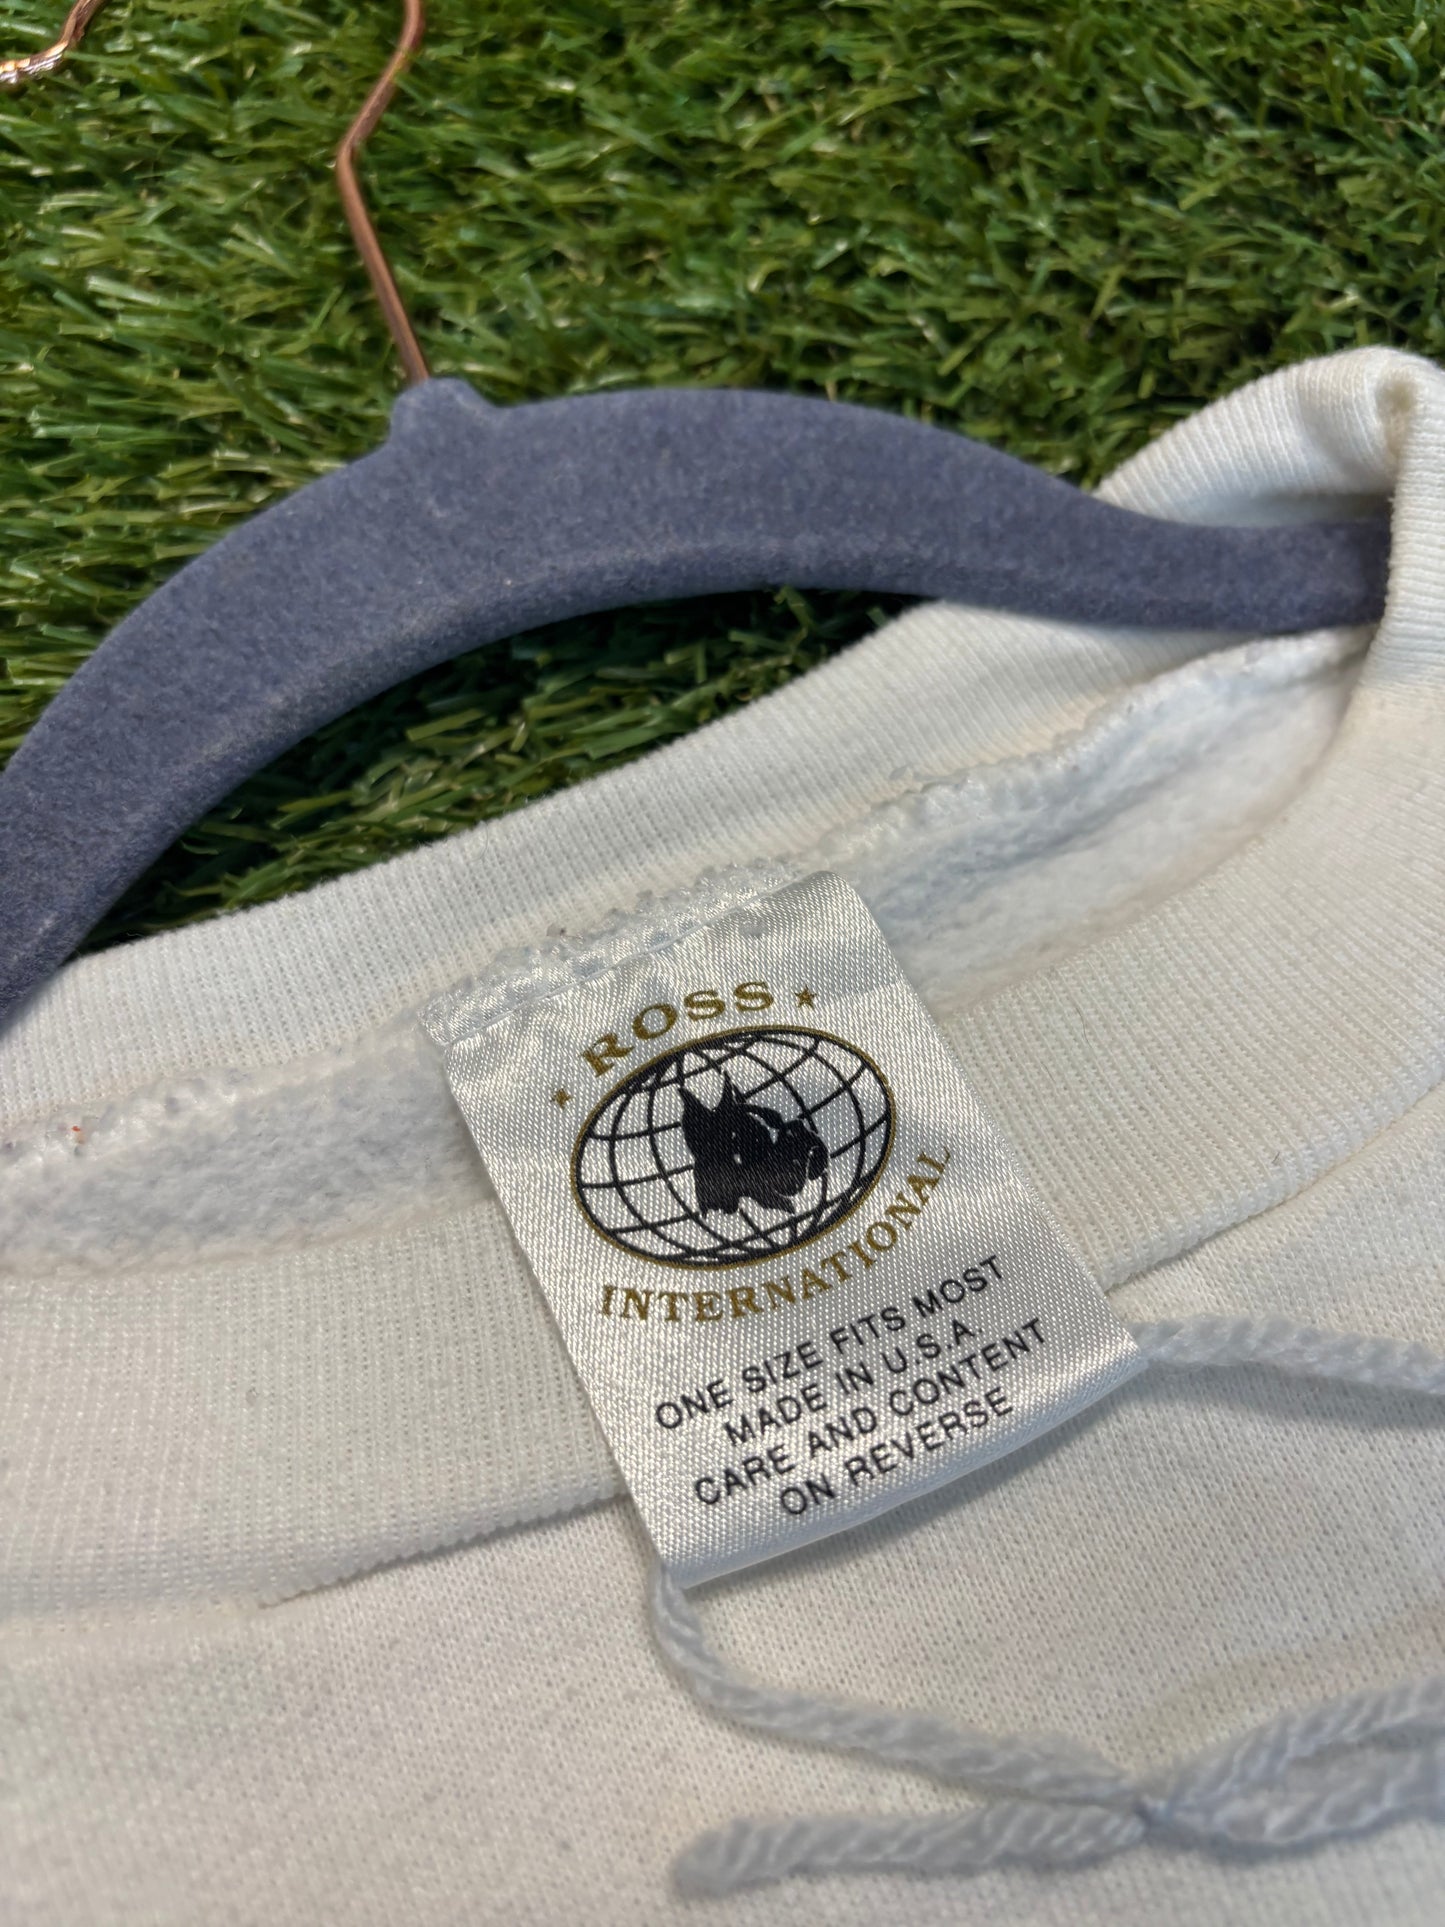 ROSS
INTERNATIONAL
ONE SIZE FITS MOST
MADE IN U.S.A.
CARE AND CONTENT
ON REVERSE